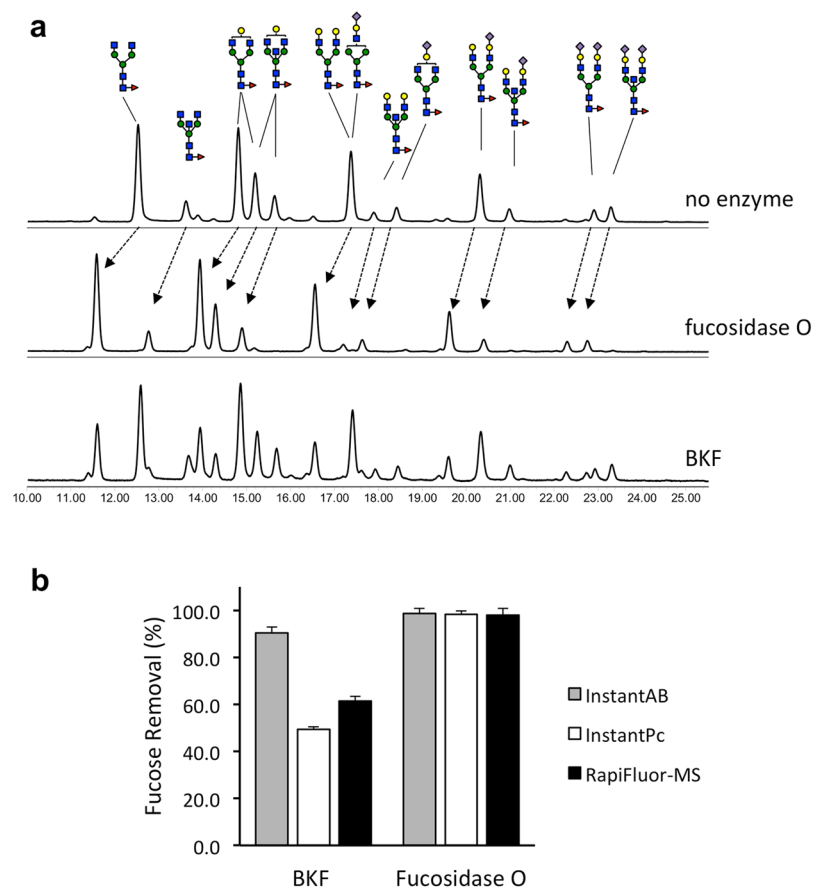 a
no enzyme
fucosidase O
BKF
10.00 11.00 12.00 13.00 14.00 15.00 16.00 17.00 18.00 19.00 20.00 21.00 22.00 23.00 24.00 25.00
b
Fucose Removal (%)
100.0
80.0
60.0
40.0
20.0
0.0
BKF Fucosidase O
InstantAB
InstantPc
RapiFluor-MS